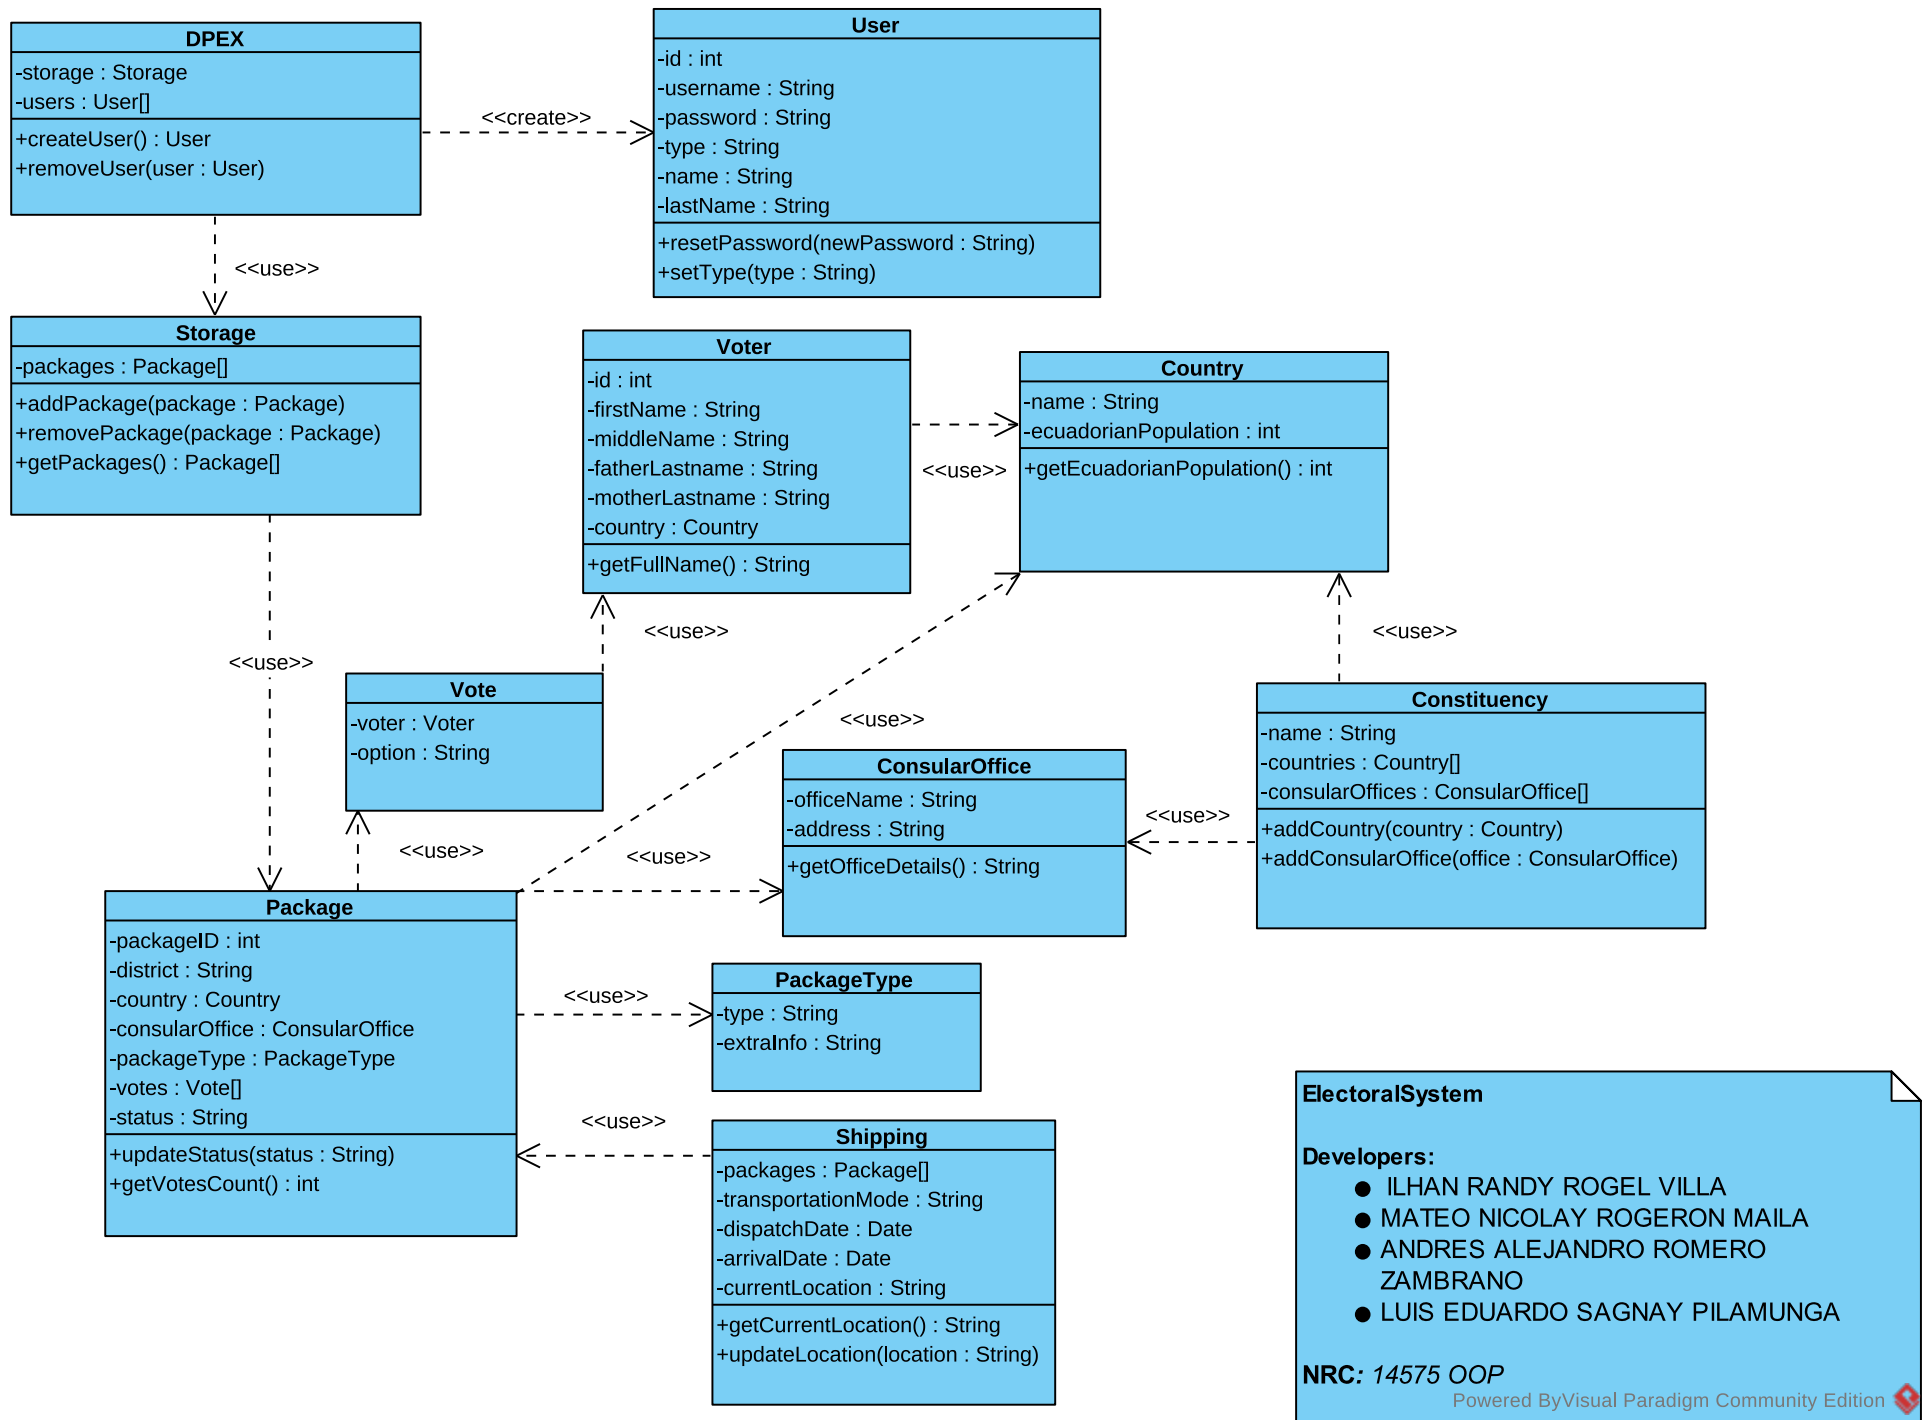 DPEX
-storage : Storage
-users : User[]
+createUser() : User
+removeUser(user : User)
<<create>>
User
-id : int
-username : String
-password : String
-type : String
-name : String
-lastName : String
+resetPassword(newPassword : String)
+setType(type : String)
<<use>>
Storage
-packages : Package[]
+addPackage(package : Package)
+removePackage(package : Package)
+getPackages() : Package[]
Voter
-id : int
-firstName : String
-middleName : String
-fatherLastname : String
-motherLastname : String
-country : Country
+getFullName() : String
<<use>>
Country
-name : String
-ecuadorianPopulation : int
+getEcuadorianPopulation() : int
<<use>>
<<use>>
<<use>>
Vote
-voter : Voter
-option : String
<<use>>
Constituency
-name : String
-countries : Country[]
-consularOffices : ConsularOffice[]
+addCountry(country : Country)
+addConsularOffice(office : ConsularOffice)
ConsularOffice
-officeName : String
-address : String
+getOfficeDetails() : String
<<use>>
<<use>>
<<use>>
Package
-packageID : int
-district : String
-country : Country
-consularOffice : ConsularOffice
-packageType : PackageType
-votes : Vote[]
-status : String
+updateStatus(status : String)
+getVotesCount() : int
<<use>>
PackageType
-type : String
-extraInfo : String
<<use>>
Shipping
-packages : Package[]
-transportationMode : String
-dispatchDate : Date
-arrivalDate : Date
-currentLocation : String
+getCurrentLocation() : String
+updateLocation(location : String)
ElectoralSystem
Developers:
● ILHAN RANDY ROGEL VILLA
● MATEO NICOLAY ROGERON MAILA
● ANDRES ALEJANDRO ROMERO
ZAMBRANO
● LUIS EDUARDO SAGNAY PILAMUNGA
NRC: 14575 OOP
Powered ByVisual Paradigm Community Edition